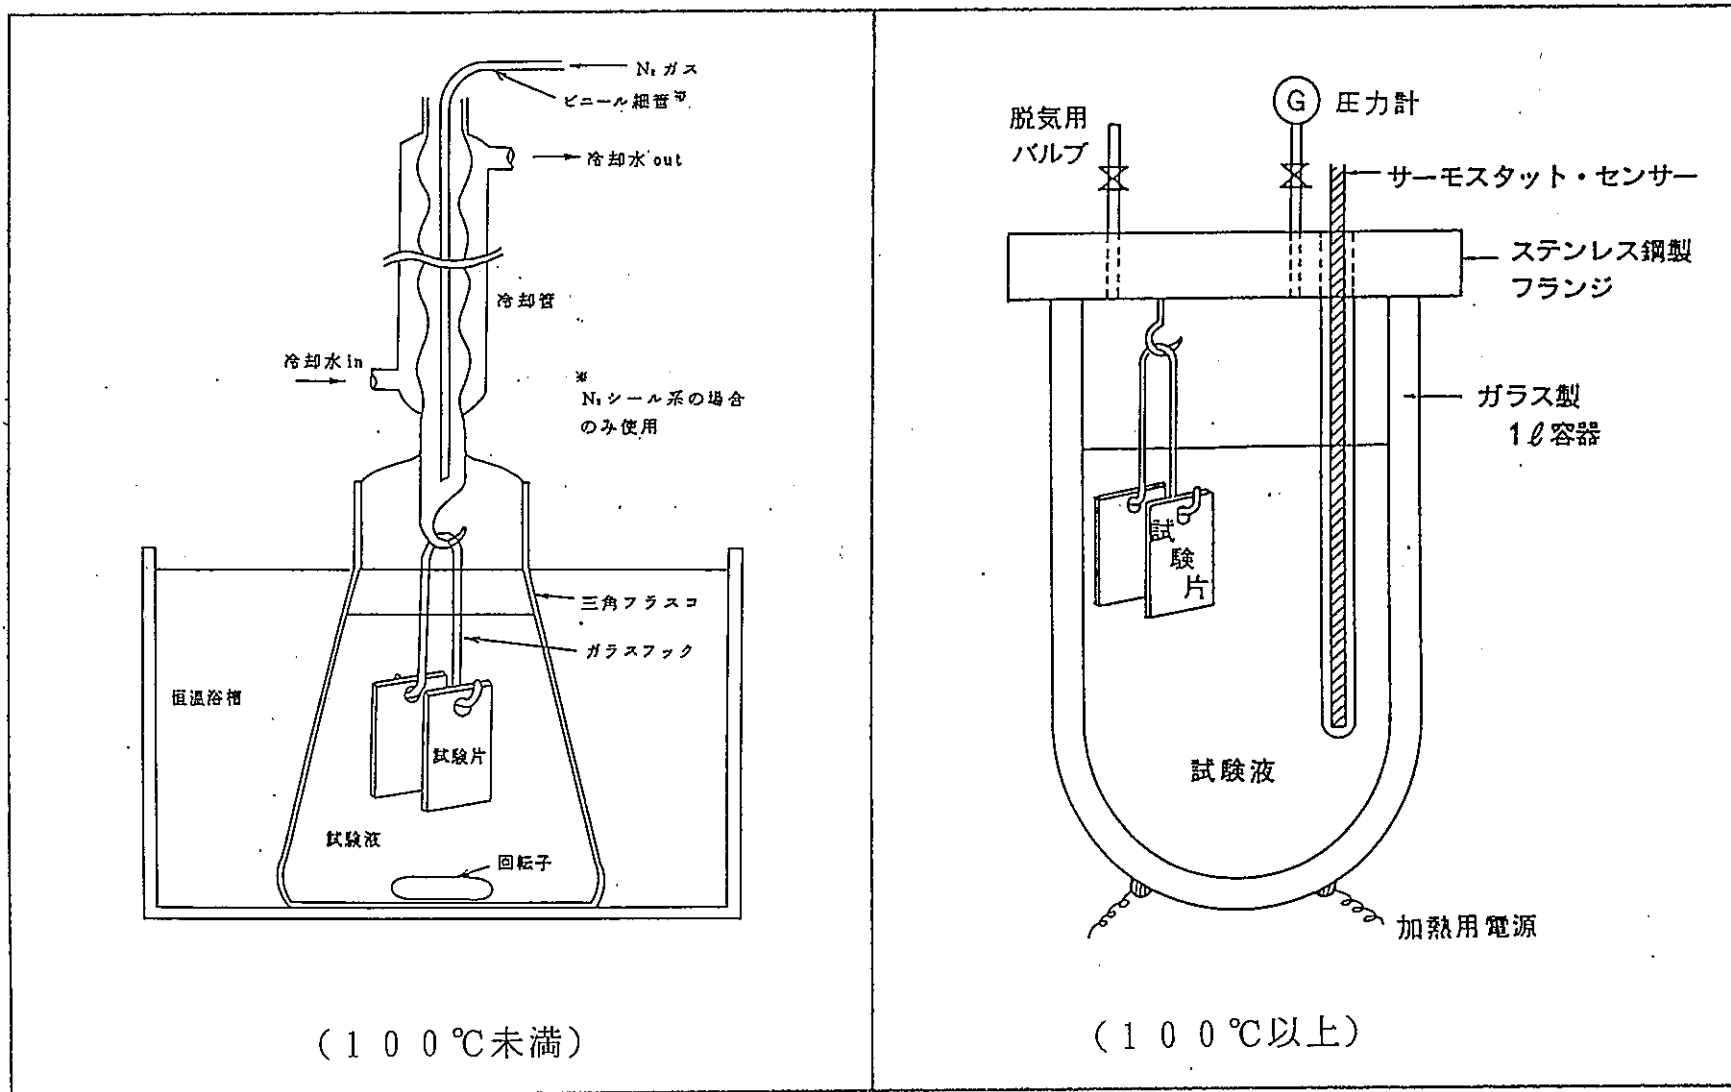 N₂ ガス
ビニール細管※
冷却水 out
冷却管
冷却水 in
※
N₂ シール系の場合
のみ使用
三角フラスコ
ガラスフック
恒温浴槽
試験片
試験液
回転子
(100℃未満)
脱気用
バルブ
G
圧力計
サーモスタット・センサー
ステンレス鋼製
フランジ
ガラス製
1ℓ容器
試
験
片
試験液
加熱用電源
(100℃以上)